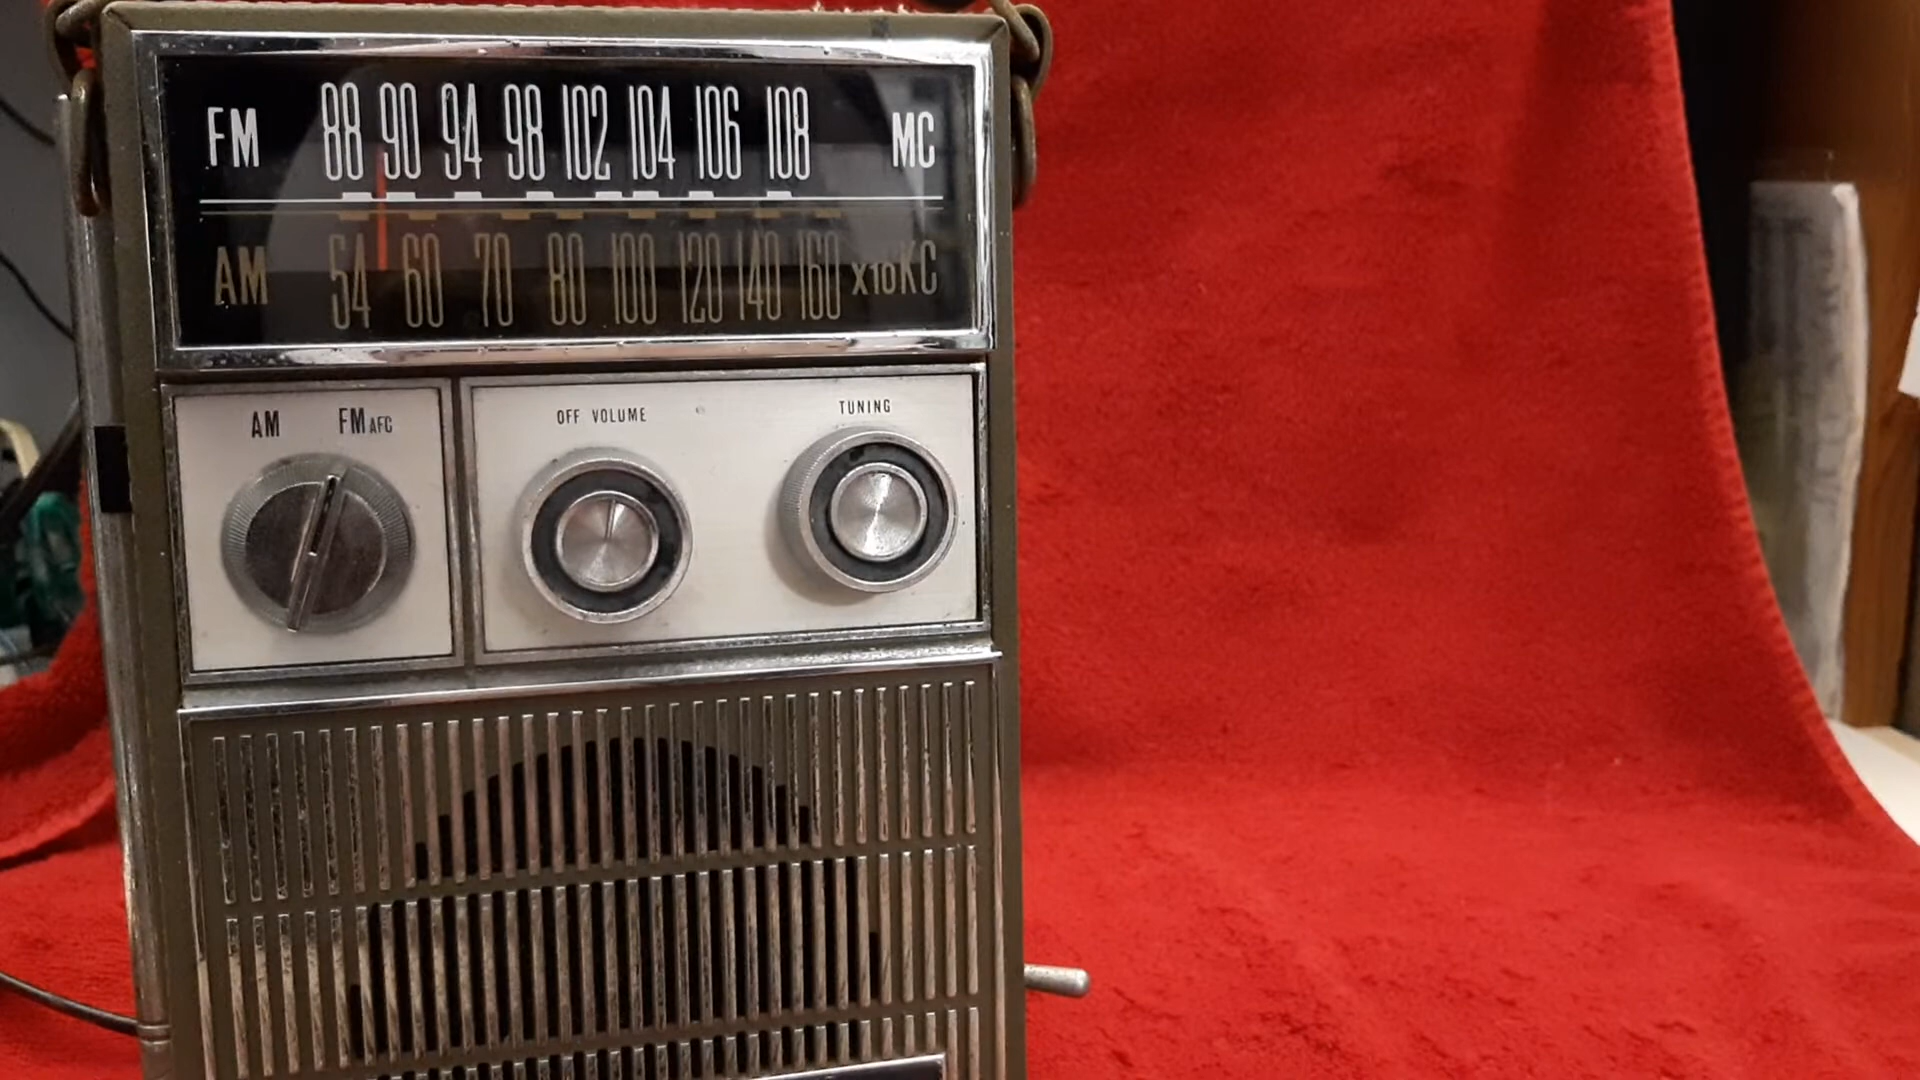 FM 88 90 94 98 102 104 106 108 MC
AM 54 60 70 80 100 120 140 160 x10KC
AM FM AFC
OFF VOLUME
TUNING